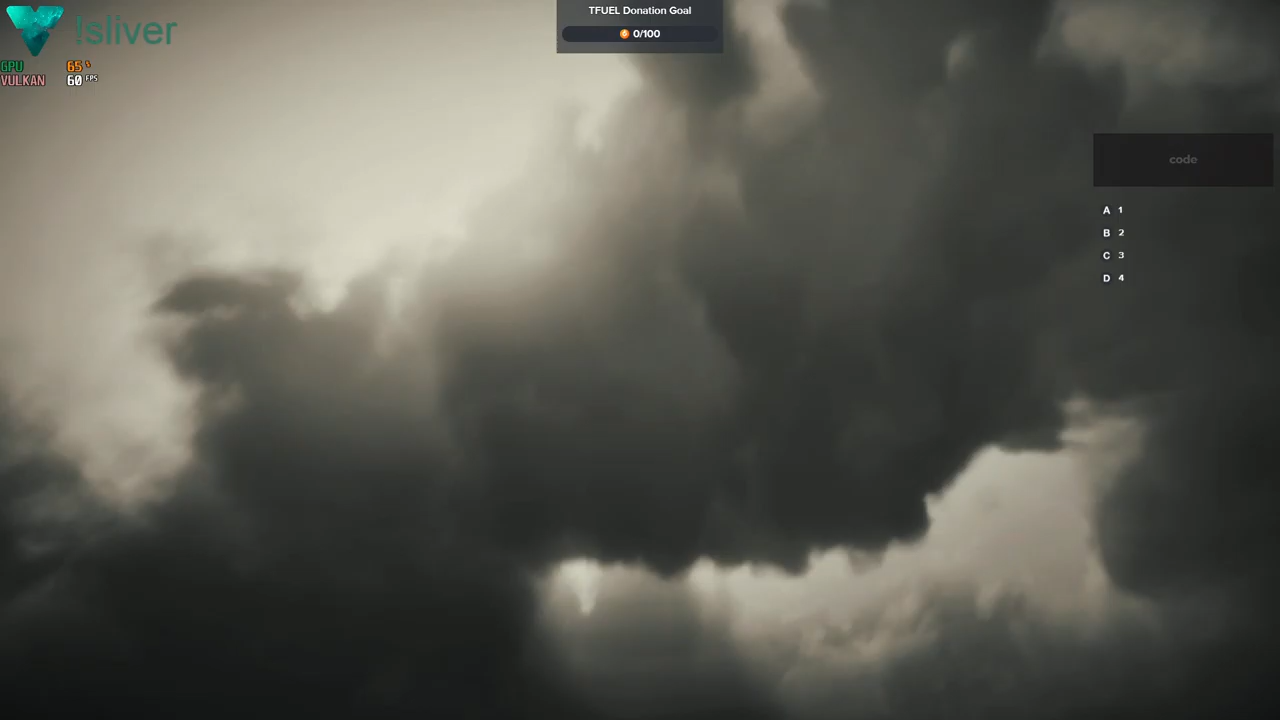 !sliver
TFUEL Donation Goal
0/100
GPU 65 %
VULKAN 60 FPS
code
A 1
B 2
C 3
D 4